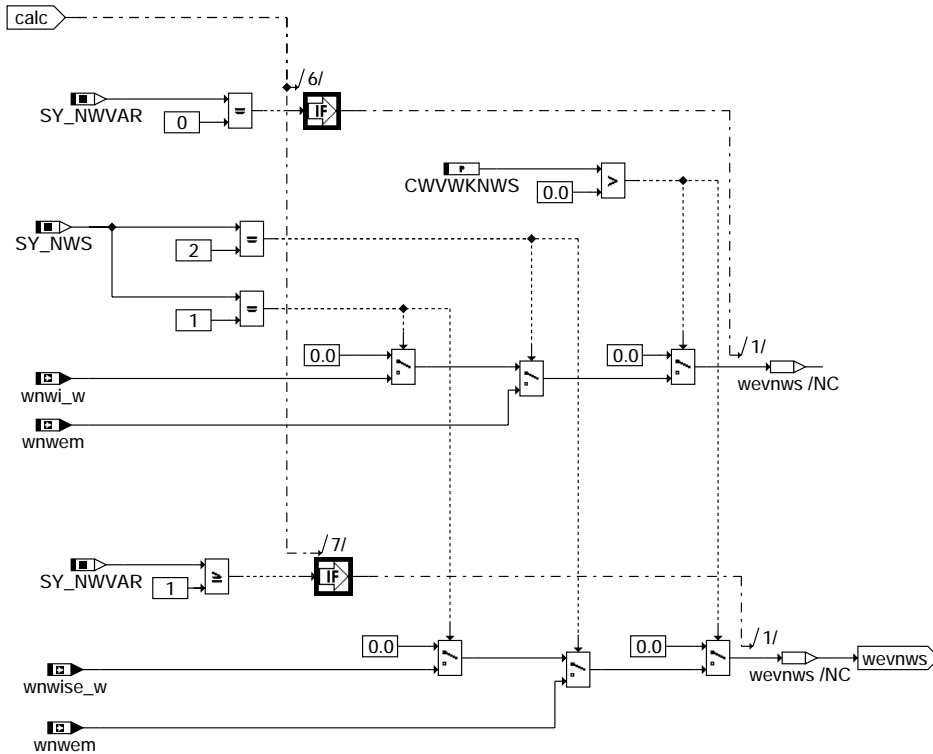 calc
/6/
SY_NWVAR
=
0
IF
P
CWVWKNWS
>
0.0
SY_NWS
=
2
=
1
0.0
0.0
/1/
wnwi_w
wevnws /NC
wnwem
/7/
SY_NWVAR
≥
1
IF
0.0
0.0
/1/
wnwise_w
wevnws /NC
wevnws
wnwem